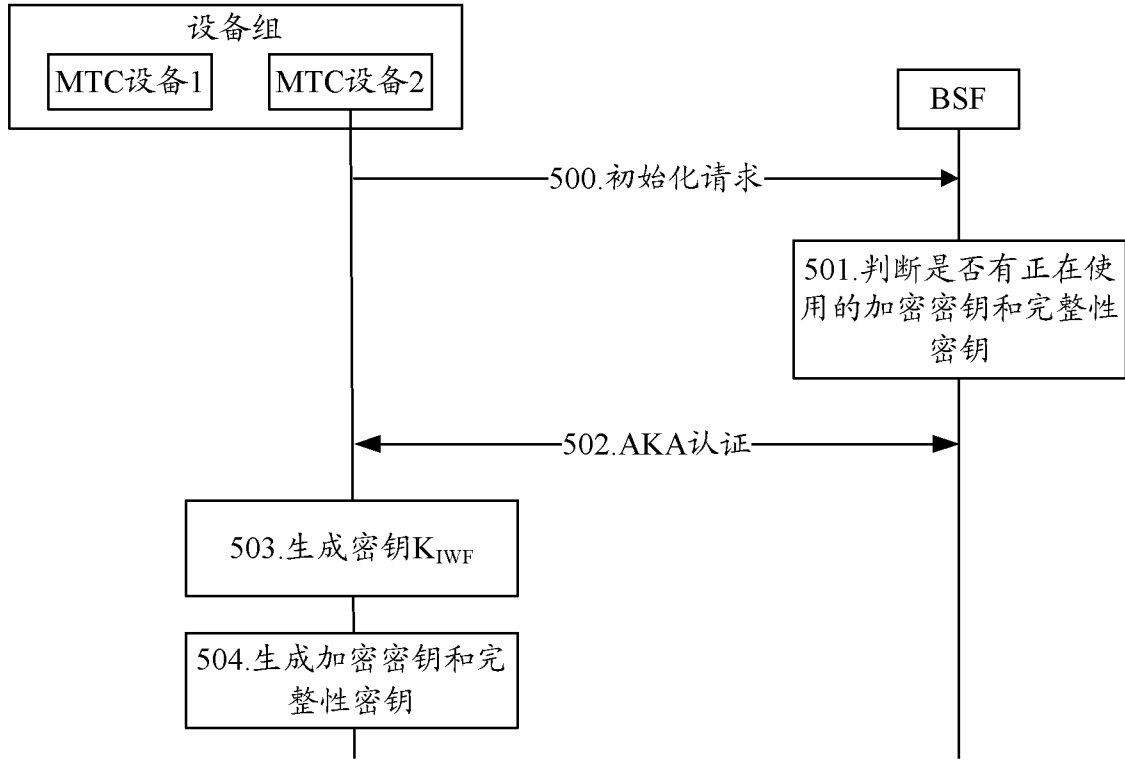 设备组
MTC设备1
MTC设备2
BSF
500.初始化请求
501.判断是否有正在使
用的加密密钥和完整性
密钥
502.AKA认证
503.生成密钥KIWF
504.生成加密密钥和完
整性密钥